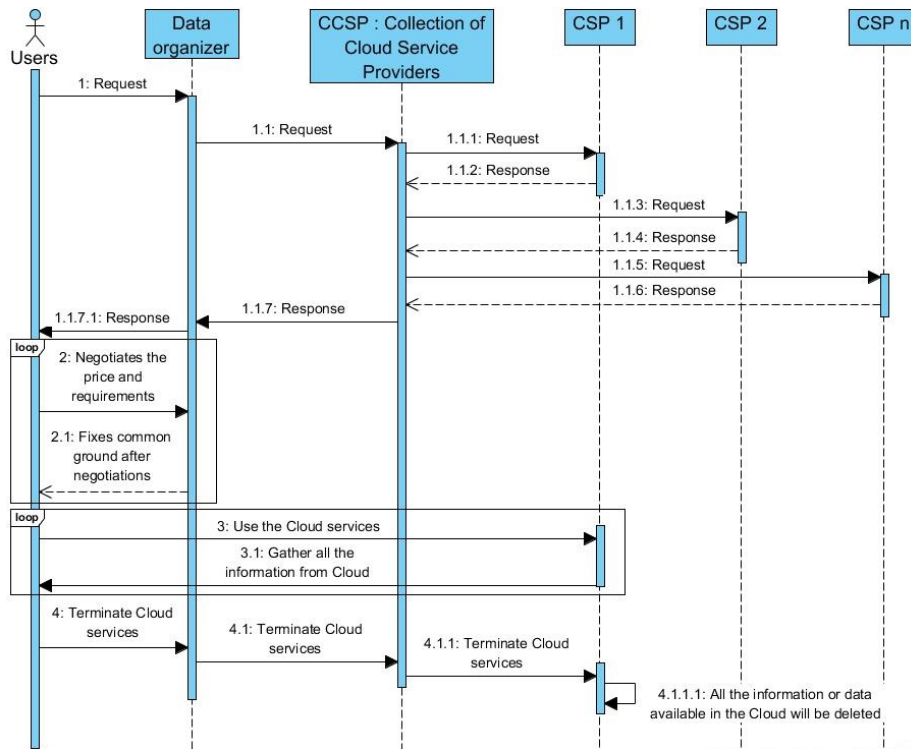 Users
Data
organizer
CCSP : Collection of
Cloud Service
Providers
CSP 1
CSP 2
CSP n
1: Request
1.1: Request
1.1.1: Request
1.1.2: Response
1.1.3: Request
1.1.4: Response
1.1.5: Request
1.1.6: Response
1.1.7: Response
1.1.7.1: Response
loop
2: Negotiates the
price and
requirements
2.1: Fixes common
ground after
negotiations
loop
3: Use the Cloud services
3.1: Gather all the
information from Cloud
4: Terminate Cloud
services
4.1: Terminate Cloud
services
4.1.1: Terminate Cloud
services
4.1.1.1: All the information or data
available in the Cloud will be deleted